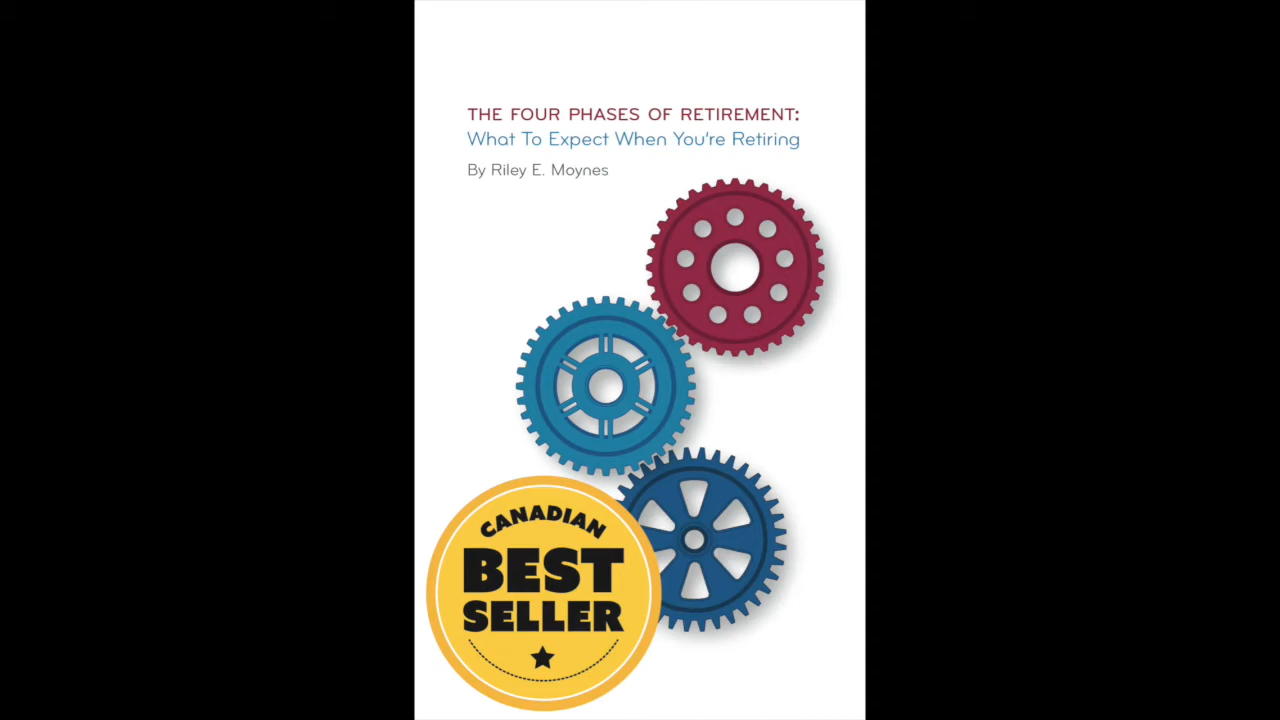 THE FOUR PHASES OF RETIREMENT:
What To Expect When You're Retiring
By Riley E. Moynes
CANADIAN
BEST
SELLER